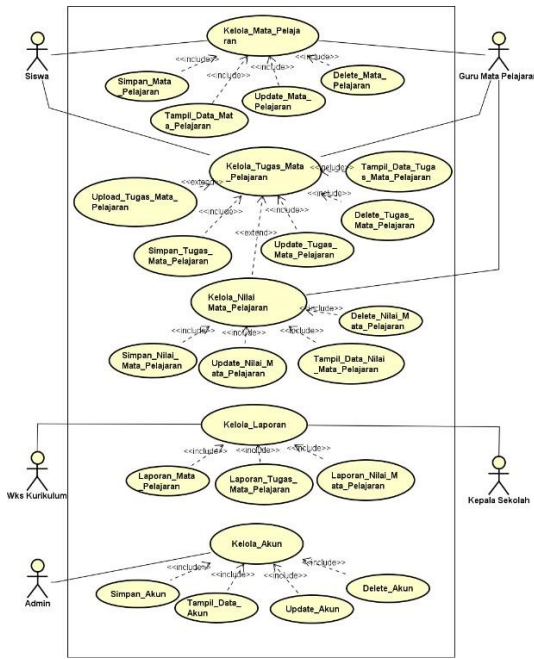 Kelola_Mata_Pelaja
ran
Siswa
Guru Mata Pelajaran
<<include>>
<<include>>
<<include>>
<<include>>
Simpan_Mata
_Pelajaran
Tampil_Data_Mat
a_Pelajaran
Update_Mata_
Pelajaran
Delete_Mata_
Pelajaran
Kelola_Tugas_Mata
_Pelajaran
<<include>>
Tampil_Data_Tuga
s_Mata_Pelajaran
<<extend>>
Upload_Tugas_Mata_
Pelajaran
<<include>>
<<include>>
<<include>>
Delete_Tugas_
Mata_Pelajaran
Simpan_Tugas_
Mata_Pelajaran
<<extend>>
Update_Tugas_
Mata_Pelajaran
Kelola_Nilai
Mata_Pelajaran
<<include>>
Delete_Nilai_M
ata_Pelajaran
<<include>>
<<include>>
<<include>>
Simpan_Nilai_
Mata_Pelajaran
Update_Nilai_M
ata_Pelajaran
Tampil_Data_Nilai
_Mata_Pelajaran
Kelola_Laporan
<<include>>
<<include>>
<<include>>
Laporan_Mata
_Pelajaran
Laporan_Tugas_
Mata_Pelajaran
Laporan_Nilai_M
ata_Pelajaran
Wks Kurikulum
Kepala Sekolah
Kelola_Akun
<<include>>
<<include>>
<<include>>
<<include>>
Simpan_Akun
Tampil_Data_
Akun
Update_Akun
Delete_Akun
Admin